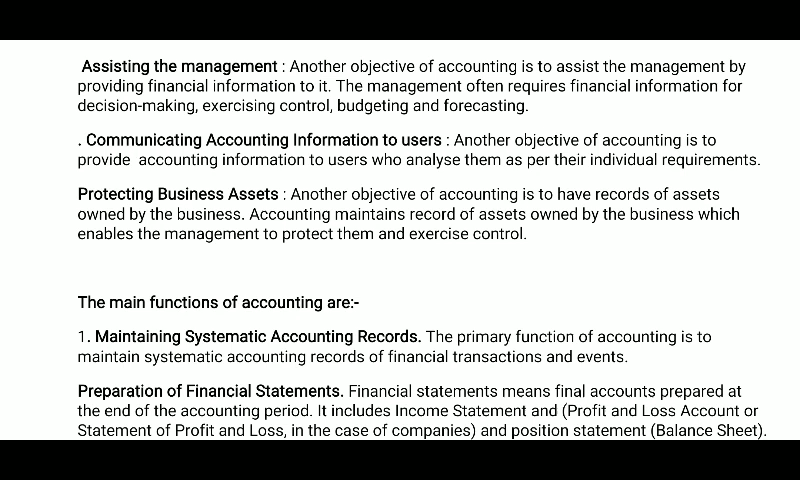 Assisting the management : Another objective of accounting is to assist the management by
providing financial information to it. The management often requires financial information for
decision-making, exercising control, budgeting and forecasting.
. Communicating Accounting Information to users : Another objective of accounting is to
provide accounting information to users who analyse them as per their individual requirements.
Protecting Business Assets : Another objective of accounting is to have records of assets
owned by the business. Accounting maintains record of assets owned by the business which
enables the management to protect them and exercise control.
The main functions of accounting are:-
1. Maintaining Systematic Accounting Records. The primary function of accounting is to
maintain systematic accounting records of financial transactions and events.
Preparation of Financial Statements. Financial statements means final accounts prepared at
the end of the accounting period. It includes Income Statement and (Profit and Loss Account or
Statement of Profit and Loss, in the case of companies) and position statement (Balance Sheet).